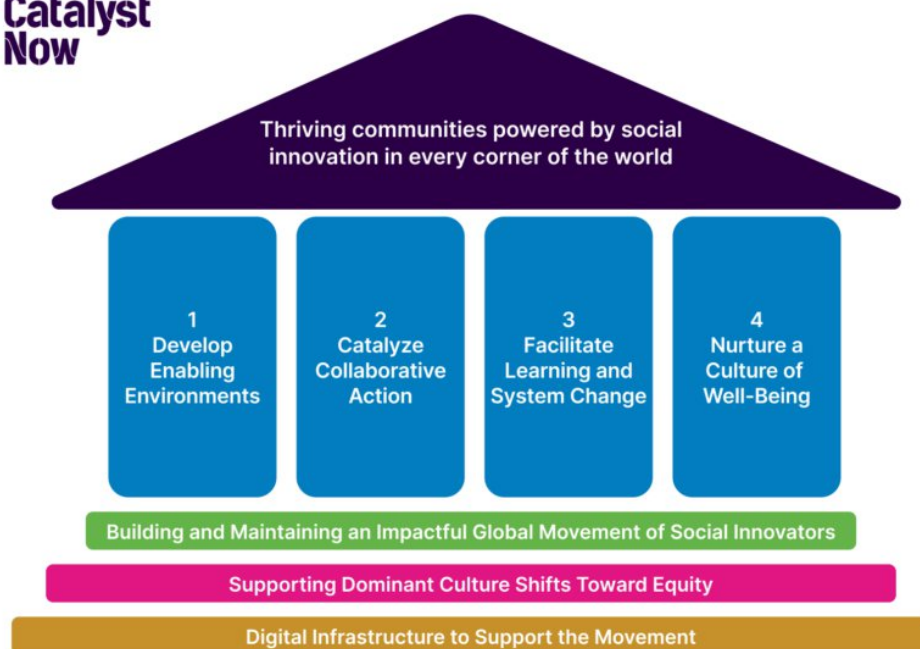 Catalyst
Now
Thriving communities powered by social
innovation in every corner of the world
1
Develop
Enabling
Environments
2
Catalyze
Collaborative
Action
3
Facilitate
Learning and
System Change
4
Nurture a
Culture of
Well-Being
Building and Maintaining an Impactful Global Movement of Social Innovators
Supporting Dominant Culture Shifts Toward Equity
Digital Infrastructure to Support the Movement